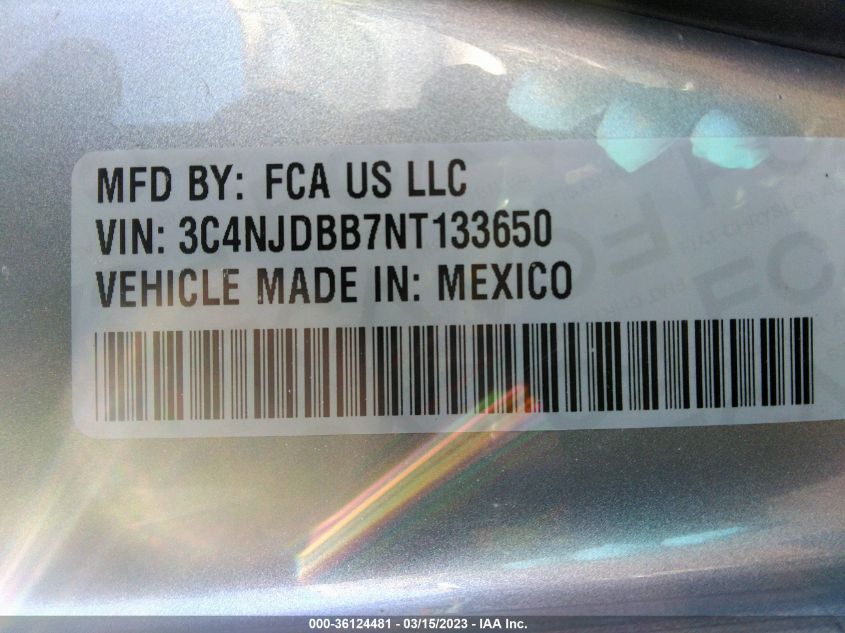 MFD BY: FCA US LLC
VIN: 3C4NJDBB7NT133650
VEHICLE MADE IN: MEXICO
000-36124481 - 03/15/2023 - IAA Inc.